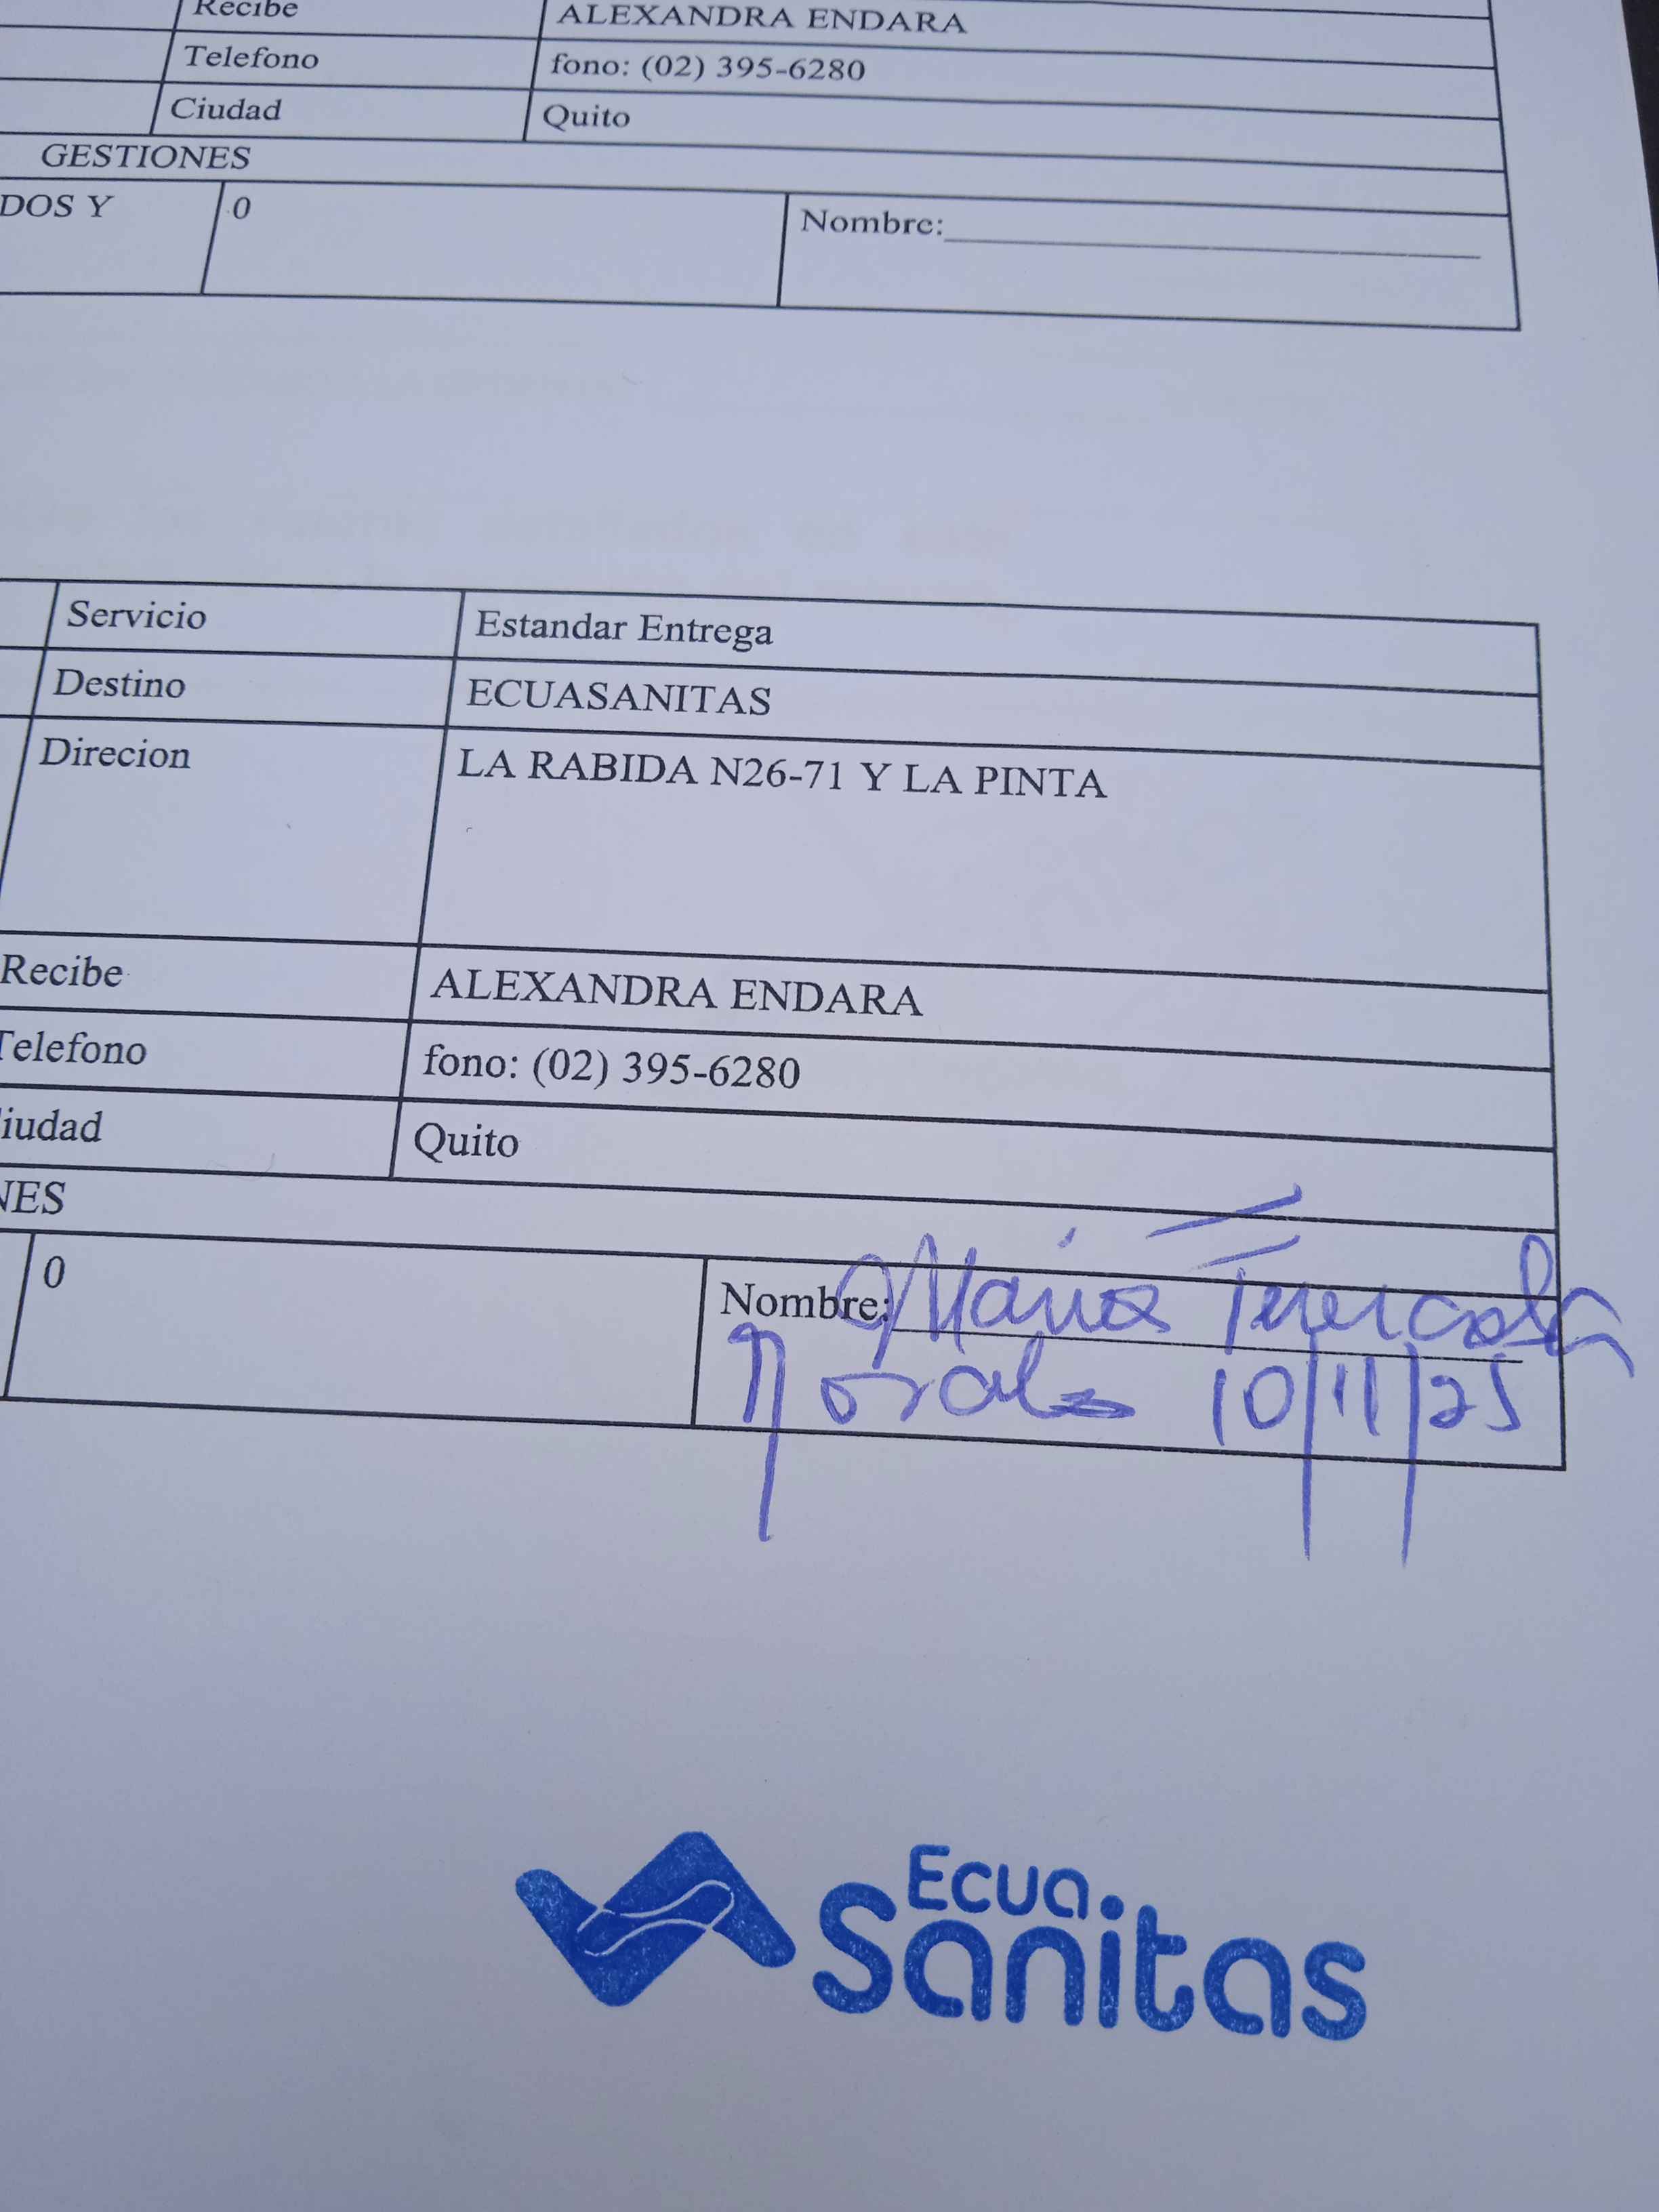 Recibe ALEXANDRA ENDARA
Telefono fono: (02) 395-6280
Ciudad Quito
GESTIONES
DOS Y 0 Nombre:
Servicio Estandar Entrega
Destino ECUASANITAS
Direcion LA RABIDA N26-71 Y LA PINTA
Recibe ALEXANDRA ENDARA
Telefono fono: (02) 395-6280
iudad Quito
NES
0 Nombre: Maria
Morales 10/11/25
Ecua
Sanitas